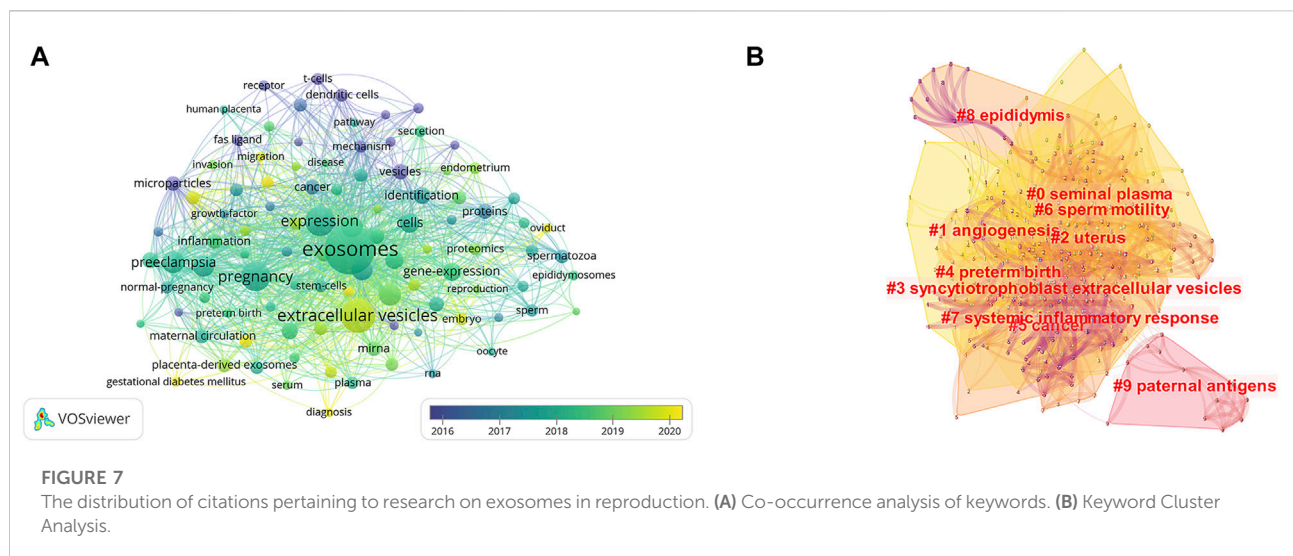 A
t-cells
receptor
dendritic cells
human placenta
pathway
secretion
fas ligand
mechanism
migration
invasion
disease
endometrium
vesicles
microparticles
cancer
identification
growth-factor
proteins
expression
cells
oviduct
inflammation
exosomes
proteomics
spermatozoa
preeclampsia
gene-expression
epididymosomes
pregnancy
normal-pregnancy
stem-cells
reproduction
preterm birth
extracellular vesicles
embryo
sperm
maternal circulation
mirna
oocyte
placenta-derived exosomes
rna
gestational diabetes mellitus
serum
plasma
diagnosis
VOSviewer
2016 2017 2018 2019 2020
B
#8 epididymis
#0 seminal plasma
#6 sperm motility
#1 angiogenesis
#2 uterus
#4 preterm birth
#3 syncytiotrophoblast extracellular vesicles
#7 systemic inflammatory response
#5 cancer
#9 paternal antigens
FIGURE 7
The distribution of citations pertaining to research on exosomes in reproduction. (A) Co-occurrence analysis of keywords. (B) Keyword Cluster
Analysis.